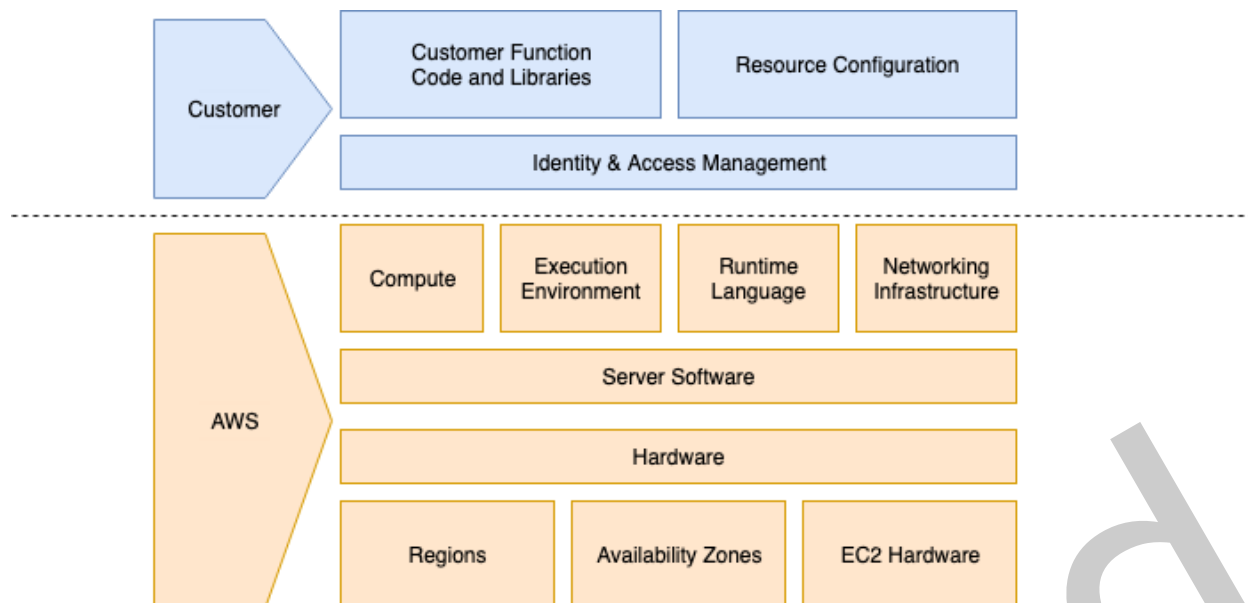 Customer
Customer Function
Code and Libraries
Resource Configuration
Identity & Access Management
AWS
Compute
Execution
Environment
Runtime
Language
Networking
Infrastructure
Server Software
Hardware
Regions
Availability Zones
EC2 Hardware